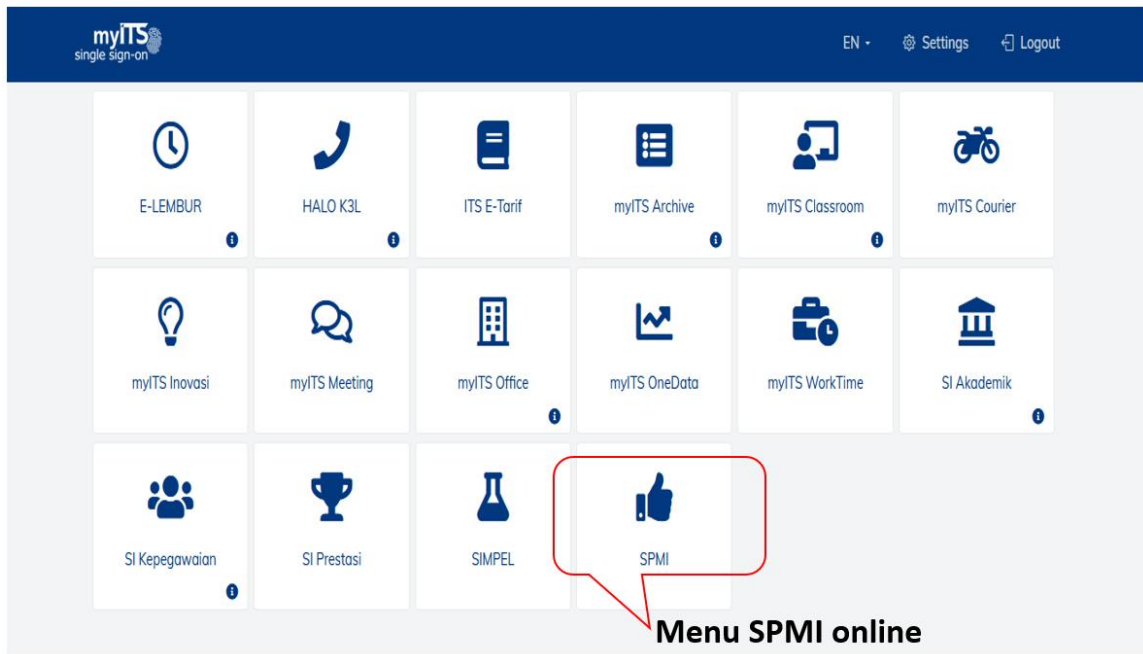 myITS
single sign-on
EN
Settings
Logout
E-LEMBUR
HALO K3L
ITS E-Tarif
myITS Archive
myITS Classroom
myITS Courier
myITS Inovasi
myITS Meeting
myITS Office
myITS OneData
myITS WorkTime
SI Akademik
SI Kepegawaian
SI Prestasi
SIMPEL
SPMI
Menu SPMI online